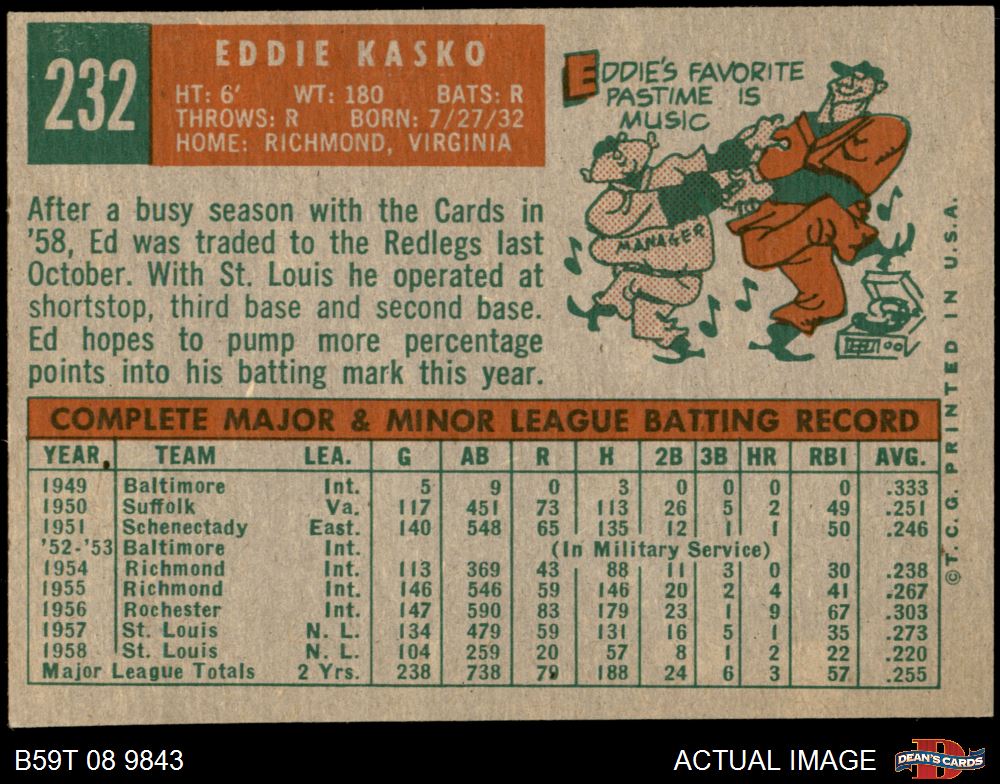 232
EDDIE KASKO
HT: 6' WT: 180 BATS: R
THROWS: R BORN: 7/27/32
HOME: RICHMOND, VIRGINIA
EDDIE'S FAVORITE
PASTIME IS
MUSIC
MANAGER
After a busy season with the Cards in
'58, Ed was traded to the Redlegs last
October. With St. Louis he operated at
shortstop, third base and second base.
Ed hopes to pump more percentage
points into his batting mark this year.
COMPLETE MAJOR & MINOR LEAGUE BATTING RECORD
YEAR TEAM LEA. G AB R H 2B 3B HR RBI AVG.
1949 Baltimore Int. 5 9 0 3 0 0 0 0 .333
1950 Suffolk Va. 117 451 73 113 26 5 2 49 .251
1951 Schenectady East. 140 548 65 135 12 1 1 50 .246
'52-'53 Baltimore Int. (In Military Service)
1954 Richmond Int. 113 369 43 88 11 3 0 30 .238
1955 Richmond Int. 146 546 59 146 20 2 4 41 .267
1956 Rochester Int. 147 590 83 179 23 1 9 67 .303
1957 St. Louis N. L. 134 479 59 131 16 5 1 35 .273
1958 St. Louis N. L. 104 259 20 57 8 1 2 22 .220
Major League Totals 2 Yrs. 238 738 79 188 24 6 3 57 .255
©T.C.G. PRINTED IN U.S.A.
B59T 08 9843
ACTUAL IMAGE
DEAN'S CARDS